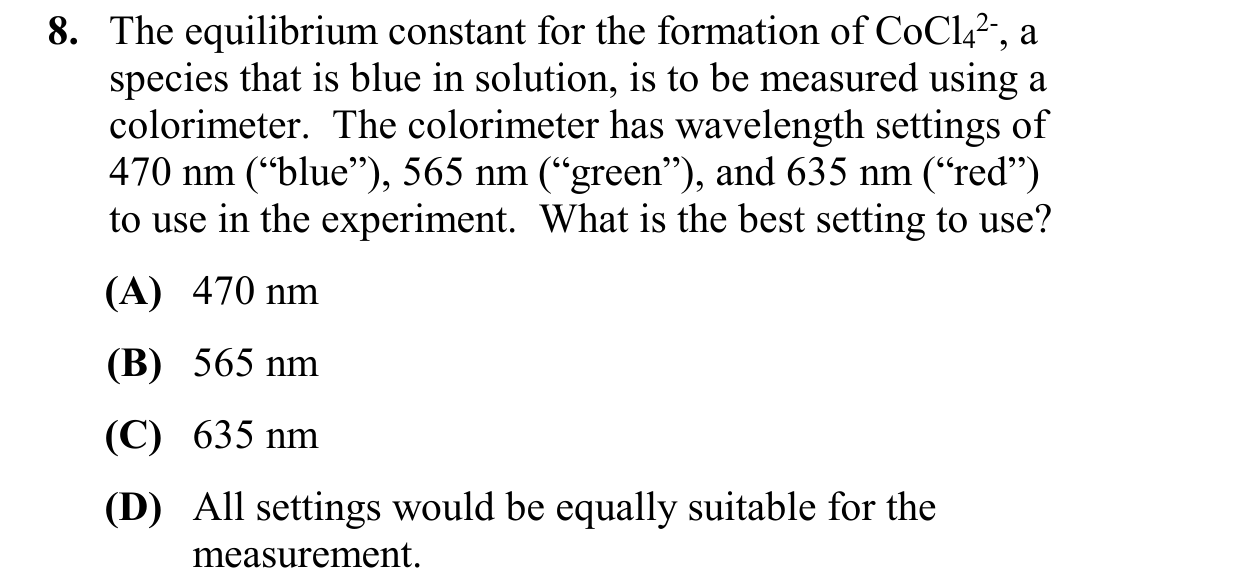 8. The equilibrium constant for the formation of CoCl₄²⁻, a
species that is blue in solution, is to be measured using a
colorimeter. The colorimeter has wavelength settings of
470 nm (“blue”), 565 nm (“green”), and 635 nm (“red”)
to use in the experiment. What is the best setting to use?
(A) 470 nm
(B) 565 nm
(C) 635 nm
(D) All settings would be equally suitable for the
measurement.